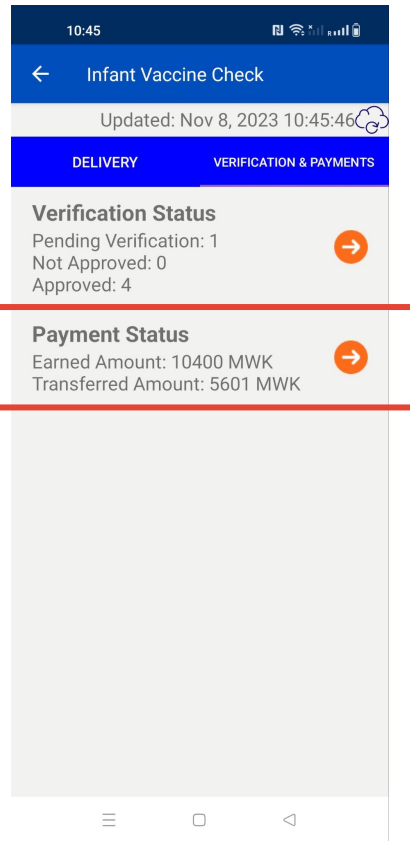 10:45
Infant Vaccine Check
Updated: Nov 8, 2023 10:45:46
DELIVERY
VERIFICATION & PAYMENTS
Verification Status
Pending Verification: 1
Not Approved: 0
Approved: 4
Payment Status
Earned Amount: 10400 MWK
Transferred Amount: 5601 MWK